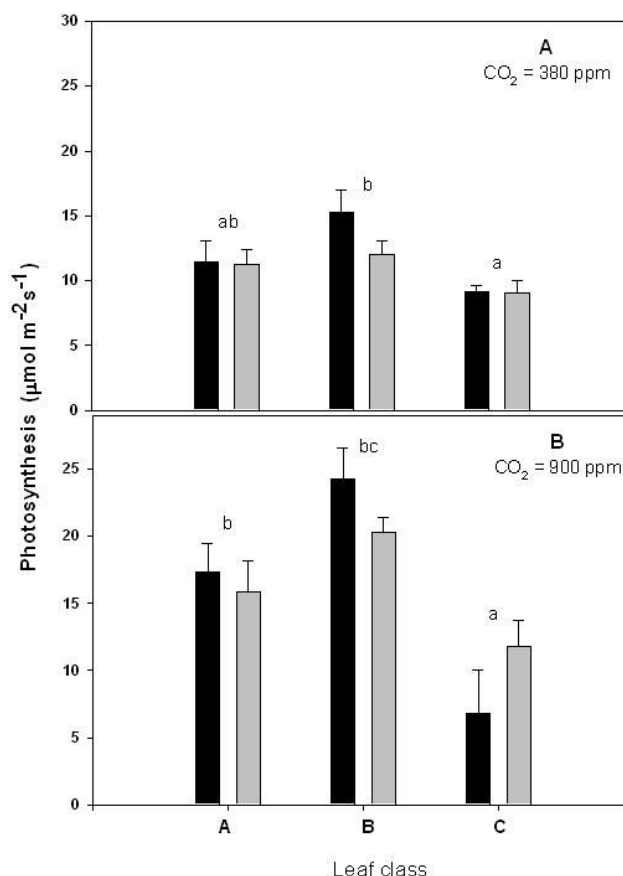 30
A
CO₂ = 380 ppm
25
20
b
ab
15
a
10
5
0
B
bc
CO₂ = 900 ppm
25
b
20
15
a
10
5
0
A B C
Leaf class
Photosynthesis (µmol m⁻²s⁻¹)